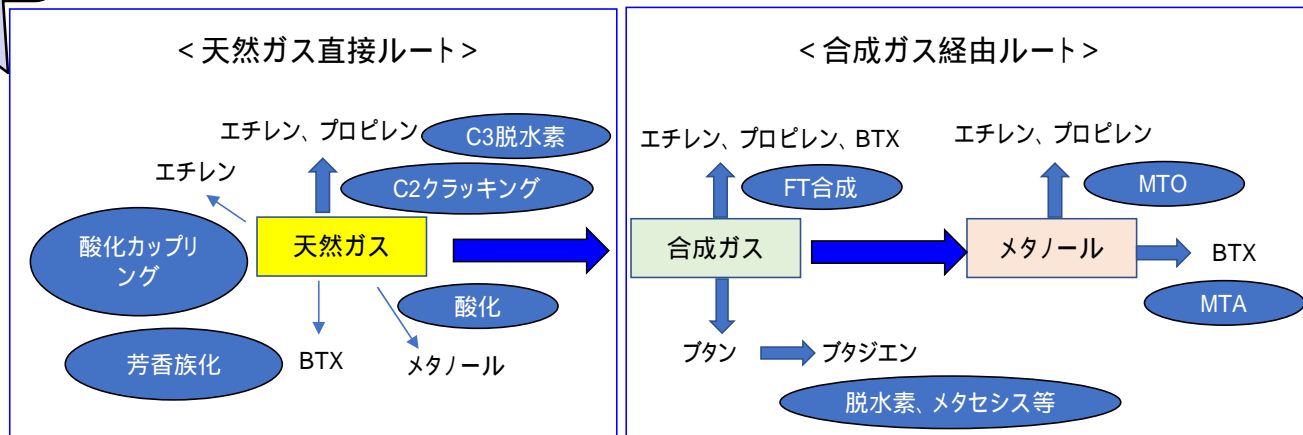 <天然ガス直接ルート>
エチレン、プロピレン
C3脱水素
エチレン
C2クラッキング
酸化カップリ
ング
天然ガス
酸化
芳香族化
BTX
メタノール
<合成ガス経由ルート>
エチレン、プロピレン、BTX
エチレン、プロピレン
FT合成
MTO
合成ガス
メタノール
BTX
MTA
ブタン
ブタジエン
脱水素、メタセシス等